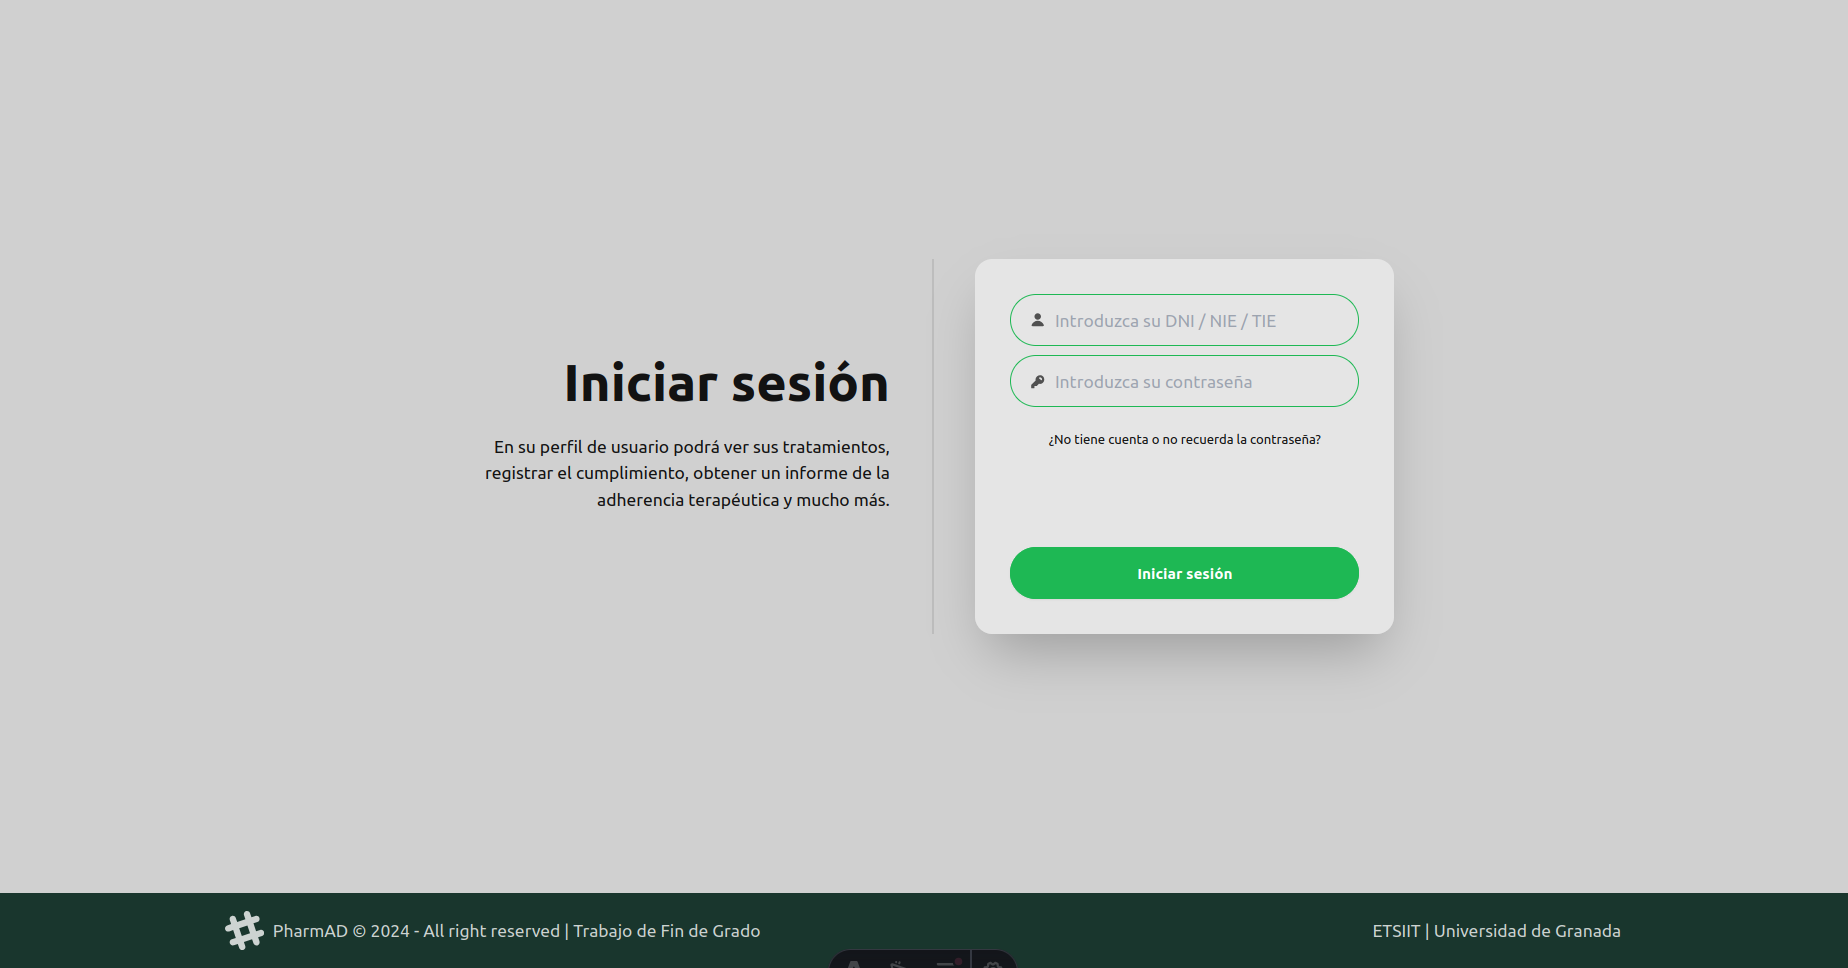 Iniciar sesión
En su perfil de usuario podrá ver sus tratamientos,
registrar el cumplimiento, obtener un informe de la
adherencia terapéutica y mucho más.
Introduzca su DNI / NIE / TIE
Introduzca su contraseña
¿No tiene cuenta o no recuerda la contraseña?
Iniciar sesión
PharmAD © 2024 - All right reserved | Trabajo de Fin de Grado
ETSIIT | Universidad de Granada